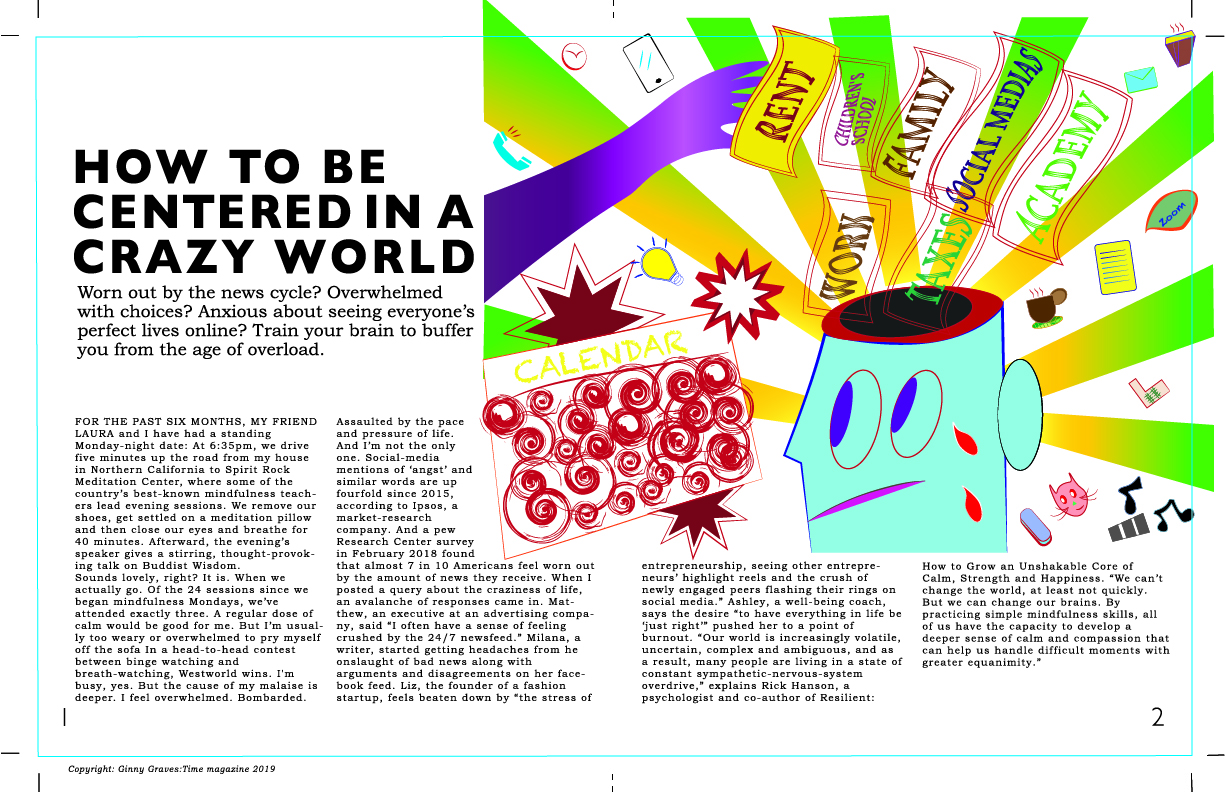 HOW TO BE
CENTERED IN A
CRAZY WORLD
Worn out by the news cycle? Overwhelmed
with choices? Anxious about seeing everyone's
perfect lives online? Train your brain to buffer
you from the age of overload.
RENT
CHILDREN'S
SCHOOL
FAMILY
SOCIAL MEDIAS
ACADEMY
WORK
TAXES
zoom
CALENDAR
FOR THE PAST SIX MONTHS, MY FRIEND
LAURA and I have had a standing
Monday-night date: At 6:35pm, we drive
five minutes up the road from my house
in Northern California to Spirit Rock
Meditation Center, where some of the
country's best-known mindfulness teach-
ers lead evening sessions. We remove our
shoes, get settled on a meditation pillow
and then close our eyes and breathe for
40 minutes. Afterward, the evening's
speaker gives a stirring, thought-provok-
ing talk on Buddist Wisdom.
Sounds lovely, right? It is. When we
actually go. Of the 24 sessions since we
began mindfulness Mondays, we've
attended exactly three. A regular dose of
calm would be good for me. But I'm usual-
ly too weary or overwhelmed to pry myself
off the sofa In a head-to-head contest
between binge watching and
breath-watching, Westworld wins. I'm
busy, yes. But the cause of my malaise is
deeper. I feel overwhelmed. Bombarded.
Assaulted by the pace
and pressure of life.
And I'm not the only
one. Social-media
mentions of 'angst' and
similar words are up
fourfold since 2015,
according to Ipsos, a
market-research
company. And a pew
Research Center survey
in February 2018 found
that almost 7 in 10 Americans feel worn out
by the amount of news they receive. When I
posted a query about the craziness of life,
an avalanche of responses came in. Mat-
thew, an executive at an advertising compa-
ny, said "I often have a sense of feeling
crushed by the 24/7 newsfeed." Milana, a
writer, started getting headaches from he
onslaught of bad news along with
arguments and disagreements on her face-
book feed. Liz, the founder of a fashion
startup, feels beaten down by "the stress of
entrepreneurship, seeing other entrepre-
neurs' highlight reels and the crush of
newly engaged peers flashing their rings on
social media." Ashley, a well-being coach,
says the desire "to have everything in life be
'just right'" pushed her to a point of
burnout. "Our world is increasingly volatile,
uncertain, complex and ambiguous, and as
a result, many people are living in a state of
constant sympathetic-nervous-system
overdrive," explains Rick Hanson, a
psychologist and co-author of Resilient:
How to Grow an Unshakable Core of
Calm, Strength and Happiness. "We can't
change the world, at least not quickly.
But we can change our brains. By
practicing simple mindfulness skills, all
of us have the capacity to develop a
deeper sense of calm and compassion that
can help us handle difficult moments with
greater equanimity."
2
Copyright: Ginny Graves:Time magazine 2019